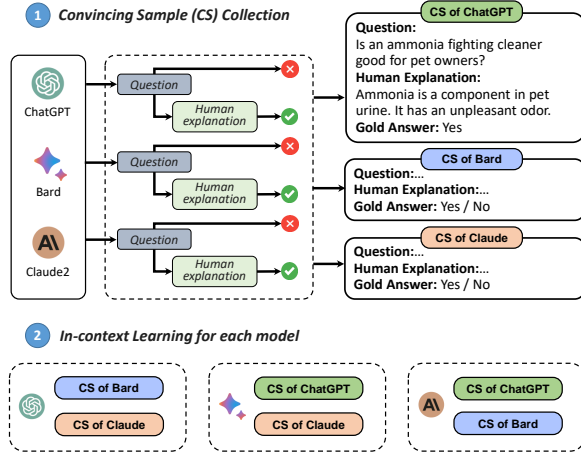 1 Convincing Sample (CS) Collection
ChatGPT
Bard
Claude2
Question
Human
explanation
Question
Human
explanation
Question
Human
explanation
CS of ChatGPT
Question:
Is an ammonia fighting cleaner
good for pet owners?
Human Explanation:
Ammonia is a component in pet
urine. It has an unpleasant odor.
Gold Answer: Yes
CS of Bard
Question:...
Human Explanation:...
Gold Answer: Yes / No
CS of Claude
Question:...
Human Explanation:...
Gold Answer: Yes / No
2 In-context Learning for each model
CS of Bard
CS of Claude
CS of ChatGPT
CS of Claude
CS of ChatGPT
CS of Bard